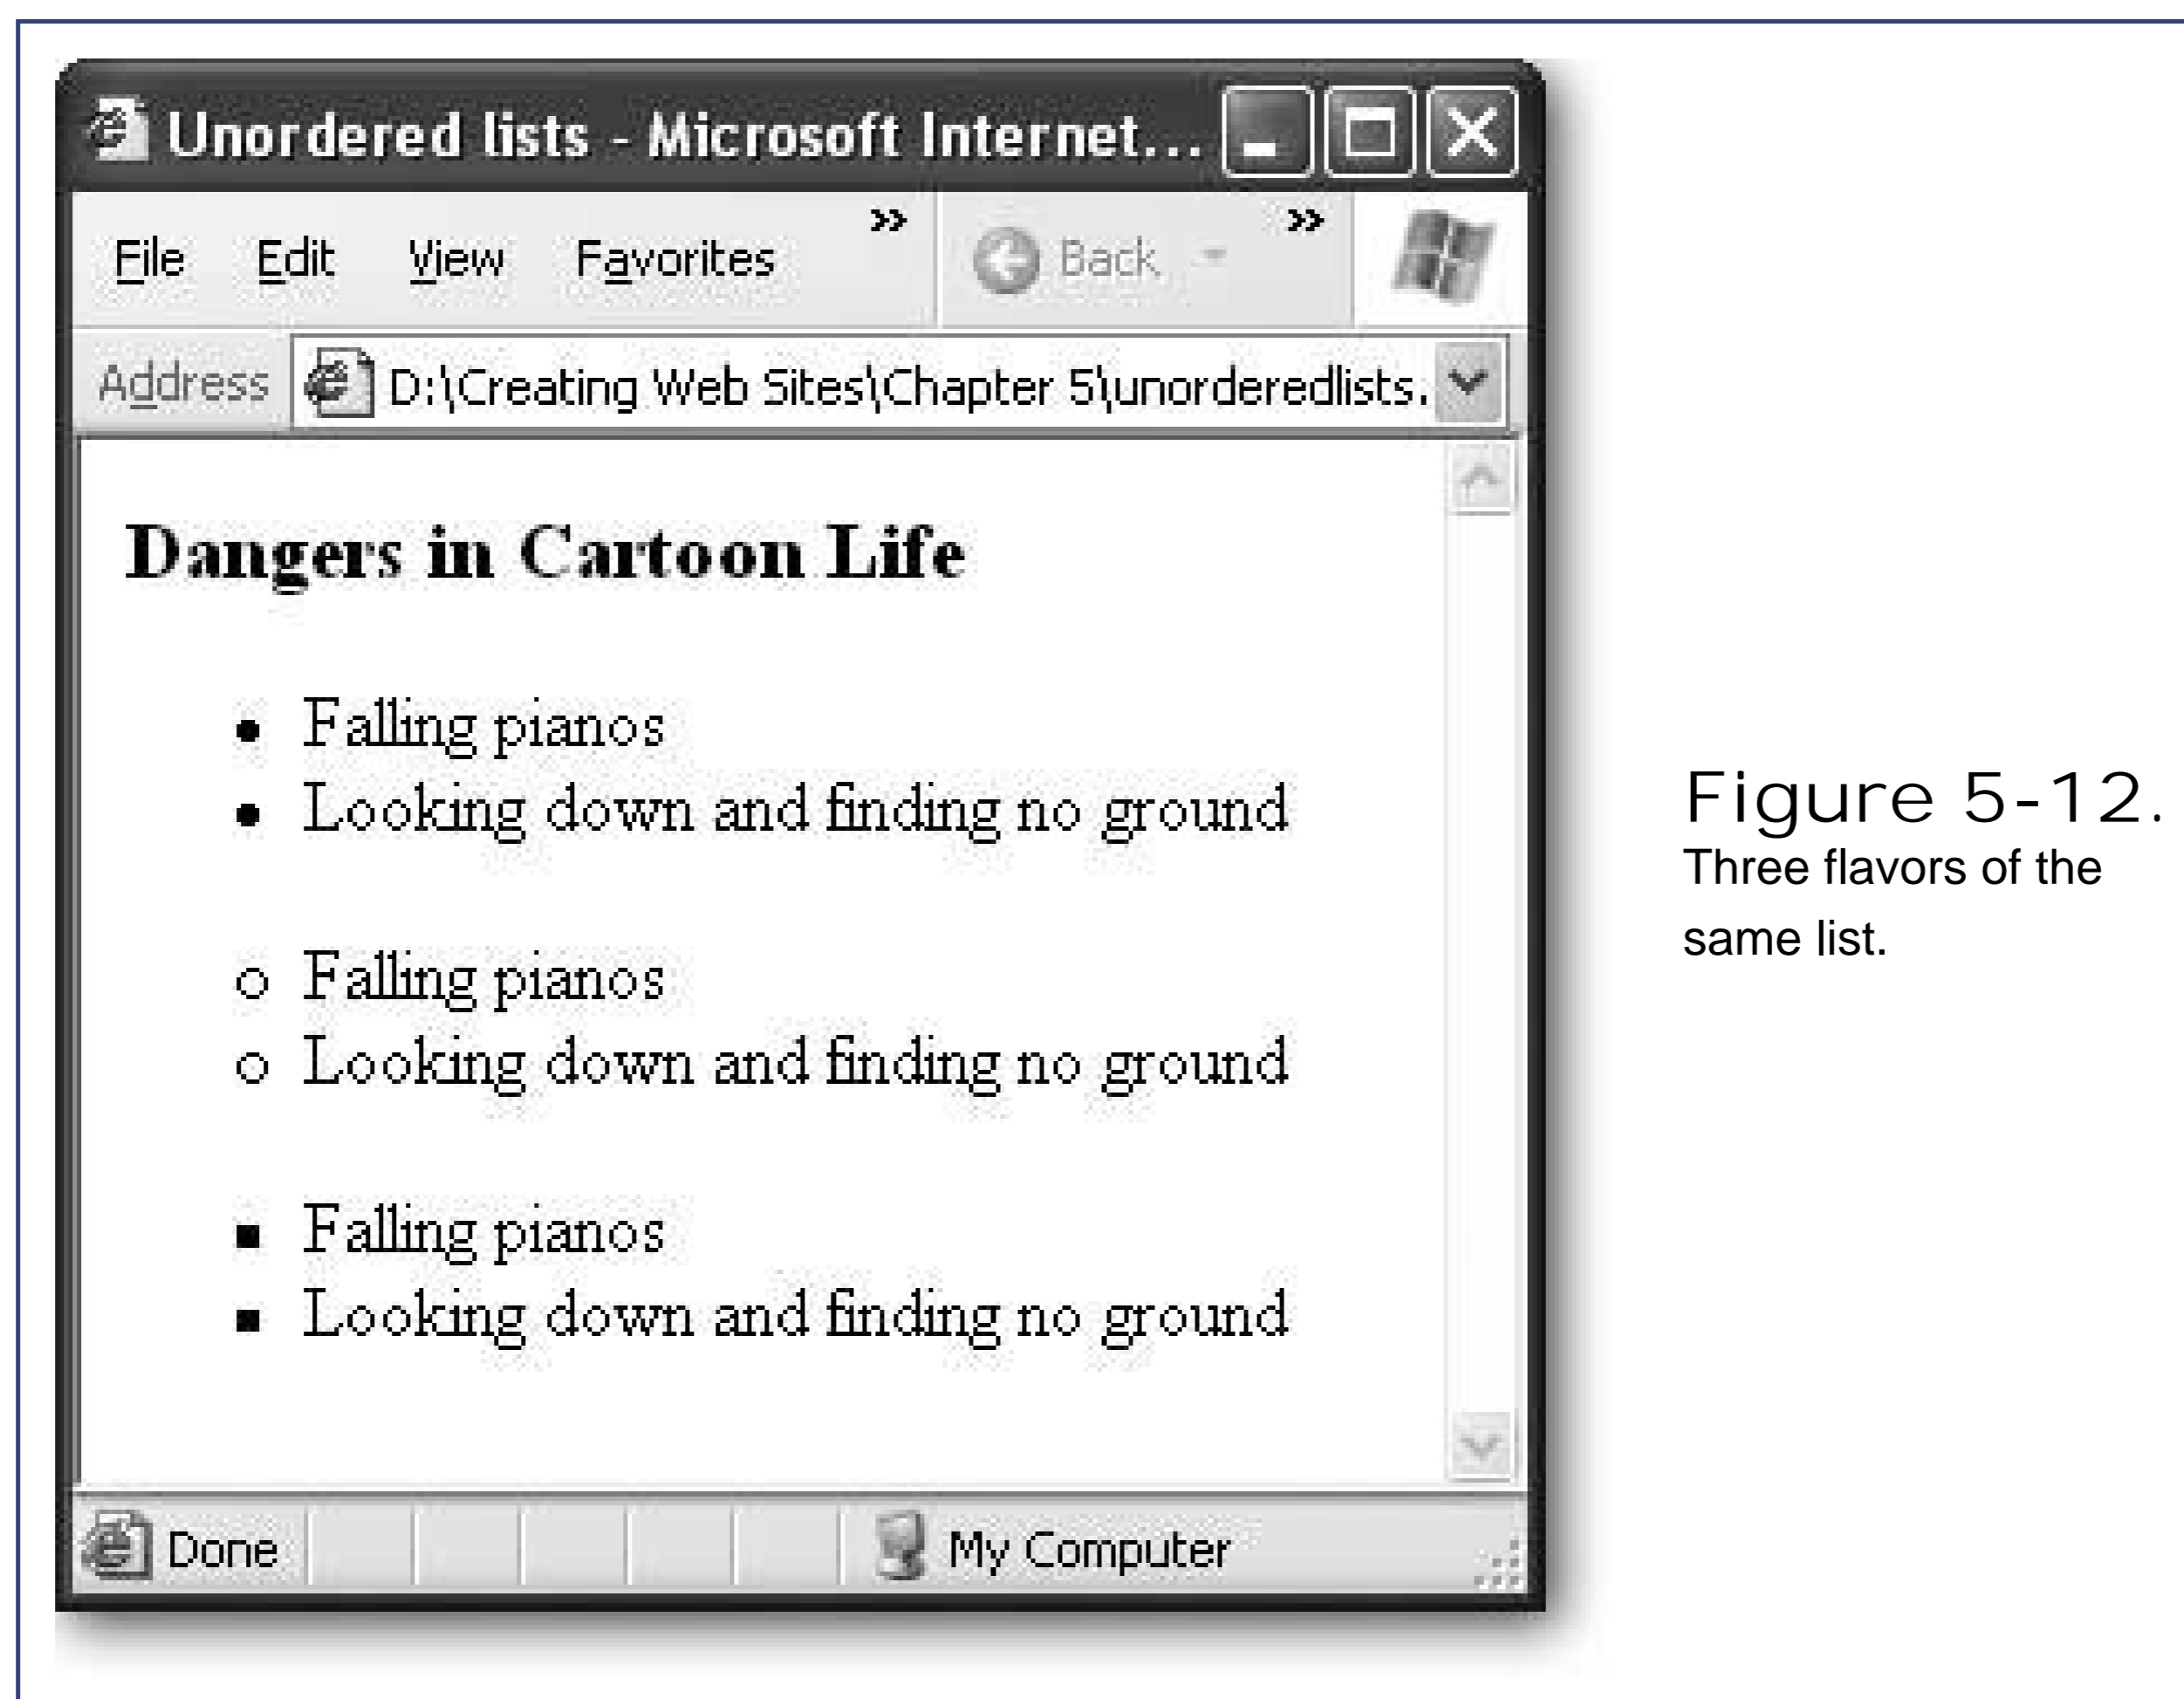 Unordered lists - Microsoft Internet...
File Edit View Favorites » Back »
Address D:\Creating Web Sites\Chapter 5\unorderedlists.
Dangers in Cartoon Life
• Falling pianos
• Looking down and finding no ground
○ Falling pianos
○ Looking down and finding no ground
▪ Falling pianos
▪ Looking down and finding no ground
Done My Computer
Figure 5-12.
Three flavors of the
same list.